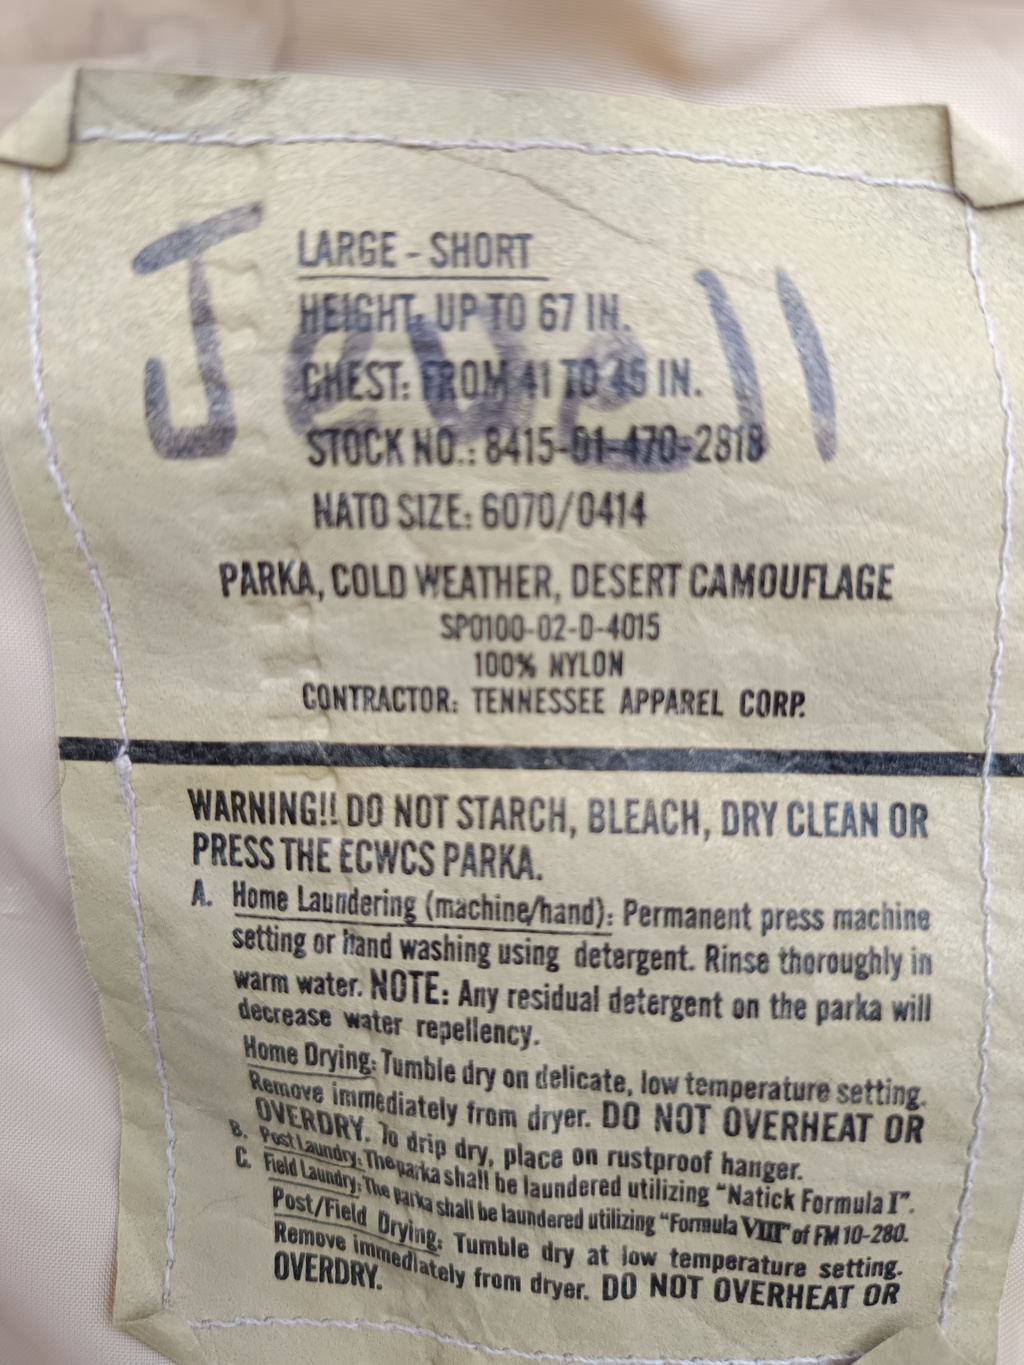 Jewell
LARGE - SHORT
HEIGHT: UP TO 67 IN.
CHEST: FROM 41 TO 45 IN.
STOCK NO.: 8415-01-470-2818
NATO SIZE: 6070/0414
PARKA, COLD WEATHER, DESERT CAMOUFLAGE
SPO100-02-D-4015
100% NYLON
CONTRACTOR: TENNESSEE APPAREL CORP.
WARNING!! DO NOT STARCH, BLEACH, DRY CLEAN OR
PRESS THE ECWCS PARKA.
A. Home Laundering (machine/hand): Permanent press machine
setting or hand washing using detergent. Rinse thoroughly in
warm water. NOTE: Any residual detergent on the parka will
decrease water repellency.
Home Drying: Tumble dry on delicate, low temperature setting.
Remove immediately from dryer. DO NOT OVERHEAT OR
OVERDRY. To drip dry, place on rustproof hanger.
B. Post Laundry: The parka shall be laundered utilizing "Natick Formula I".
C. Field Laundry: The parka shall be laundered utilizing "Formula VIII" of FM 10-280.
Post/Field Drying: Tumble dry at low temperature setting.
Remove immediately from dryer. DO NOT OVERHEAT OR
OVERDRY.